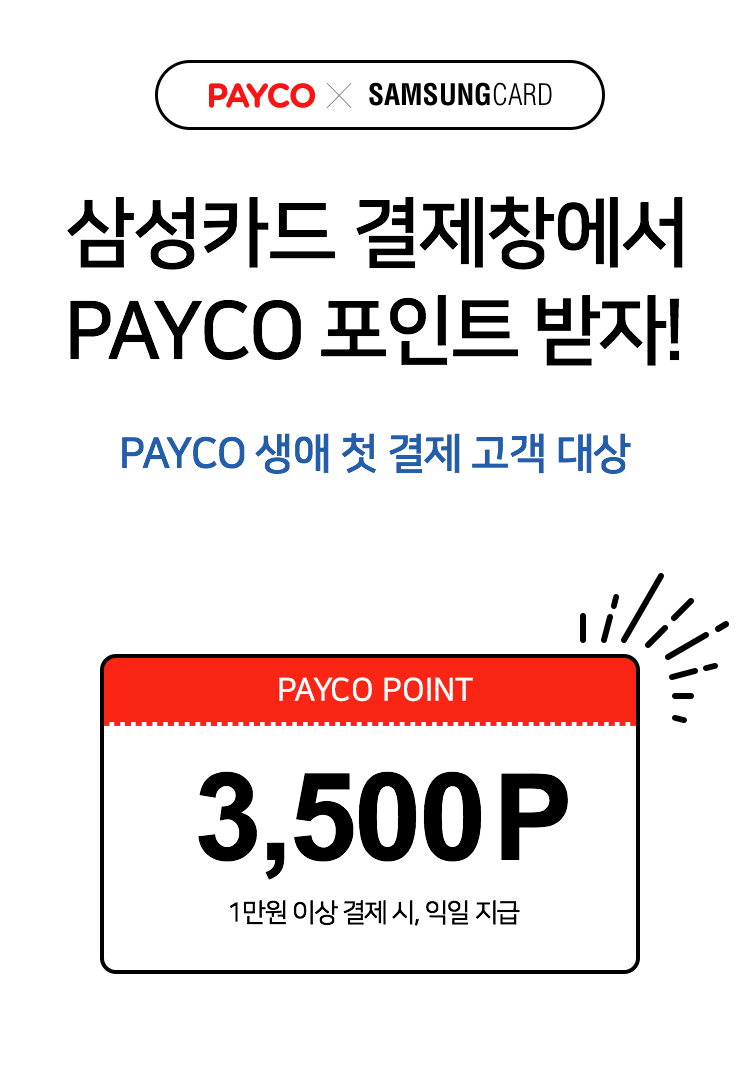 PAYCO × SAMSUNGCARD
삼성카드 결제창에서
PAYCO 포인트 받자!
PAYCO 생애 첫 결제 고객 대상
PAYCO POINT
3,500P
1만원 이상 결제 시, 익일 지급